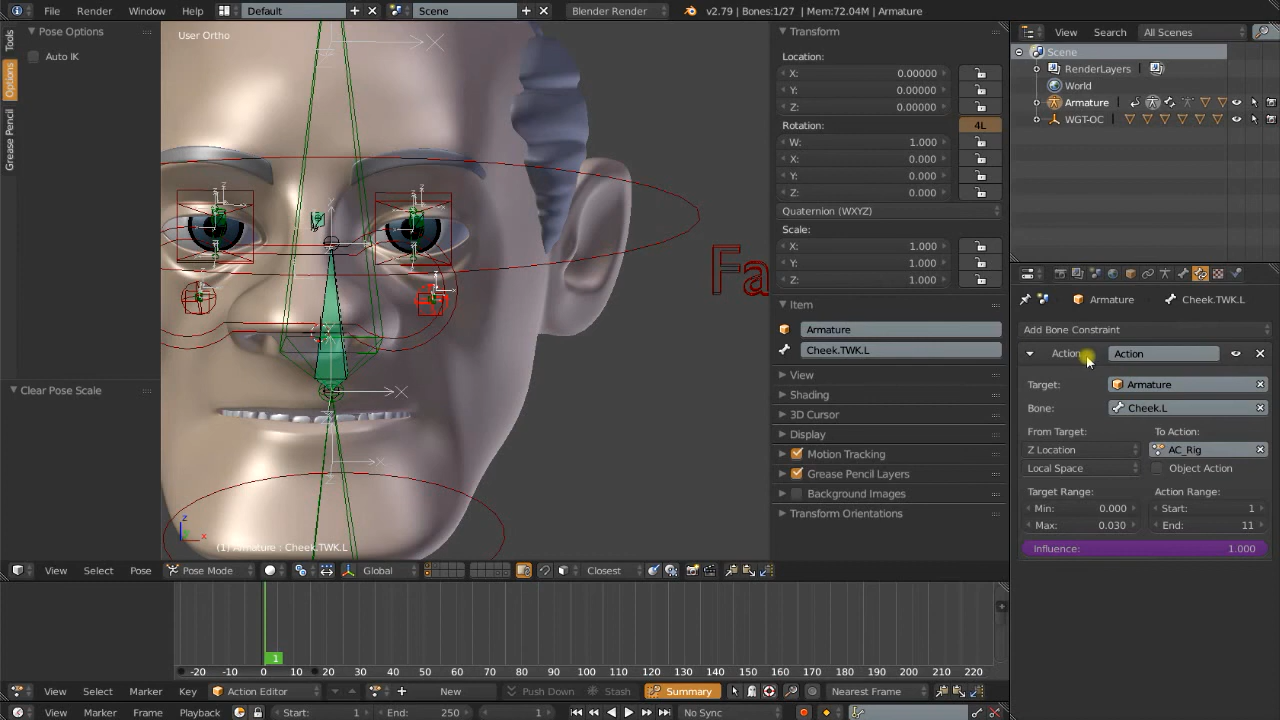 File Render Window Help Default Scene Blender Render v2.79 | Bones:1/27 | Mem:72.04M | Armature
Tools
Options
Grease Pencil
Pose Options
Auto IK
Clear Pose Scale
User Ortho
Fa
(1) Armature : Cheek.TWK.L
Transform
Location:
X: 0.00000
Y: 0.00000
Z: 0.00000
Rotation: 4L
W: 1.000
X: 0.000
Y: 0.000
Z: 0.000
Quaternion (WXYZ)
Scale:
X: 1.000
Y: 1.000
Z: 1.000
Item
Armature
Cheek.TWK.L
View
Shading
3D Cursor
Display
Motion Tracking
Grease Pencil Layers
Background Images
Transform Orientations
View Search All Scenes
Scene
RenderLayers
World
Armature
WGT-OC
Armature Cheek.TWK.L
Add Bone Constraint
Action Action
Target: Armature
Bone: Cheek.L
From Target: To Action:
Z Location AC_Rig
Local Space Object Action
Target Range: Action Range:
Min: 0.000 Start: 1
Max: 0.030 End: 11
Influence: 1.000
View Select Pose Pose Mode Global Closest
1
-20 -10 0 10 20 30 40 50 60 70 80 90 100 110 120 130 140 150 160 170 180 190 200 210 220
View Select Marker Key Action Editor New Push Down Stash Summary Nearest Frame
View Marker Frame Playback Start: 1 End: 250 1 No Sync